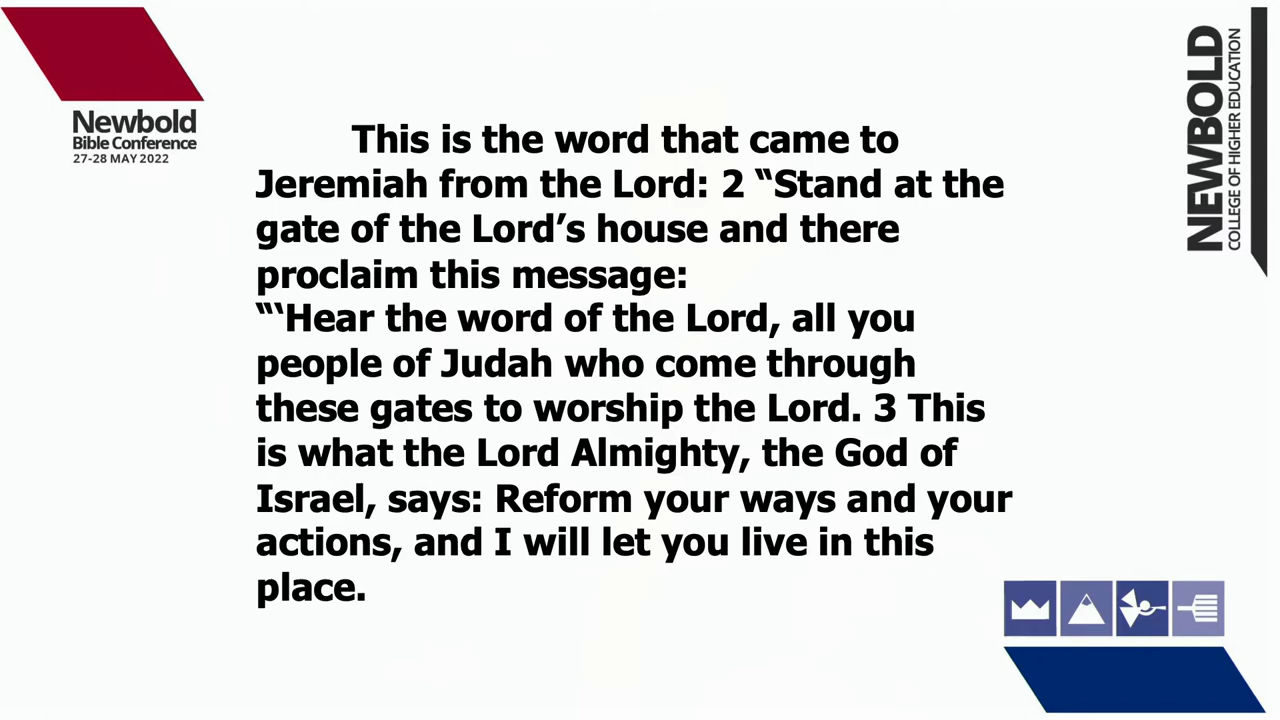 Newbold
Bible Conference
27-28 MAY 2022
This is the word that came to
Jeremiah from the Lord: 2 “Stand at the
gate of the Lord’s house and there
proclaim this message:
“‘Hear the word of the Lord, all you
people of Judah who come through
these gates to worship the Lord. 3 This
is what the Lord Almighty, the God of
Israel, says: Reform your ways and your
actions, and I will let you live in this
place.
NEWBOLD
COLLEGE OF HIGHER EDUCATION